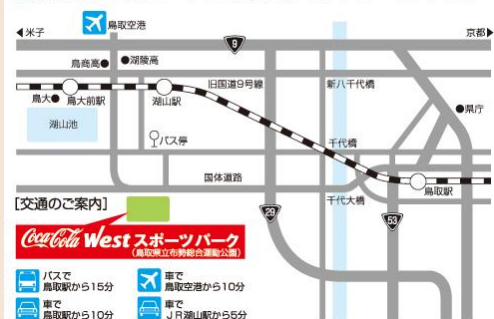 ◀米子
鳥取空港
京都▶
9
鳥商高●
●湖陵高
旧国道9号線
新八千代橋
鳥大●
鳥大前駅
湖山駅
●県庁
湖山池
バス停
千代橋
国体道路
鳥取駅
千代大橋
29
53
[交通のご案内]
Coca-Cola West スポーツパーク
(鳥取県立布勢総合運動公園)
バスで
鳥取駅から15分
車で
鳥取空港から10分
車で
鳥取駅から10分
車で
JR湖山駅から5分